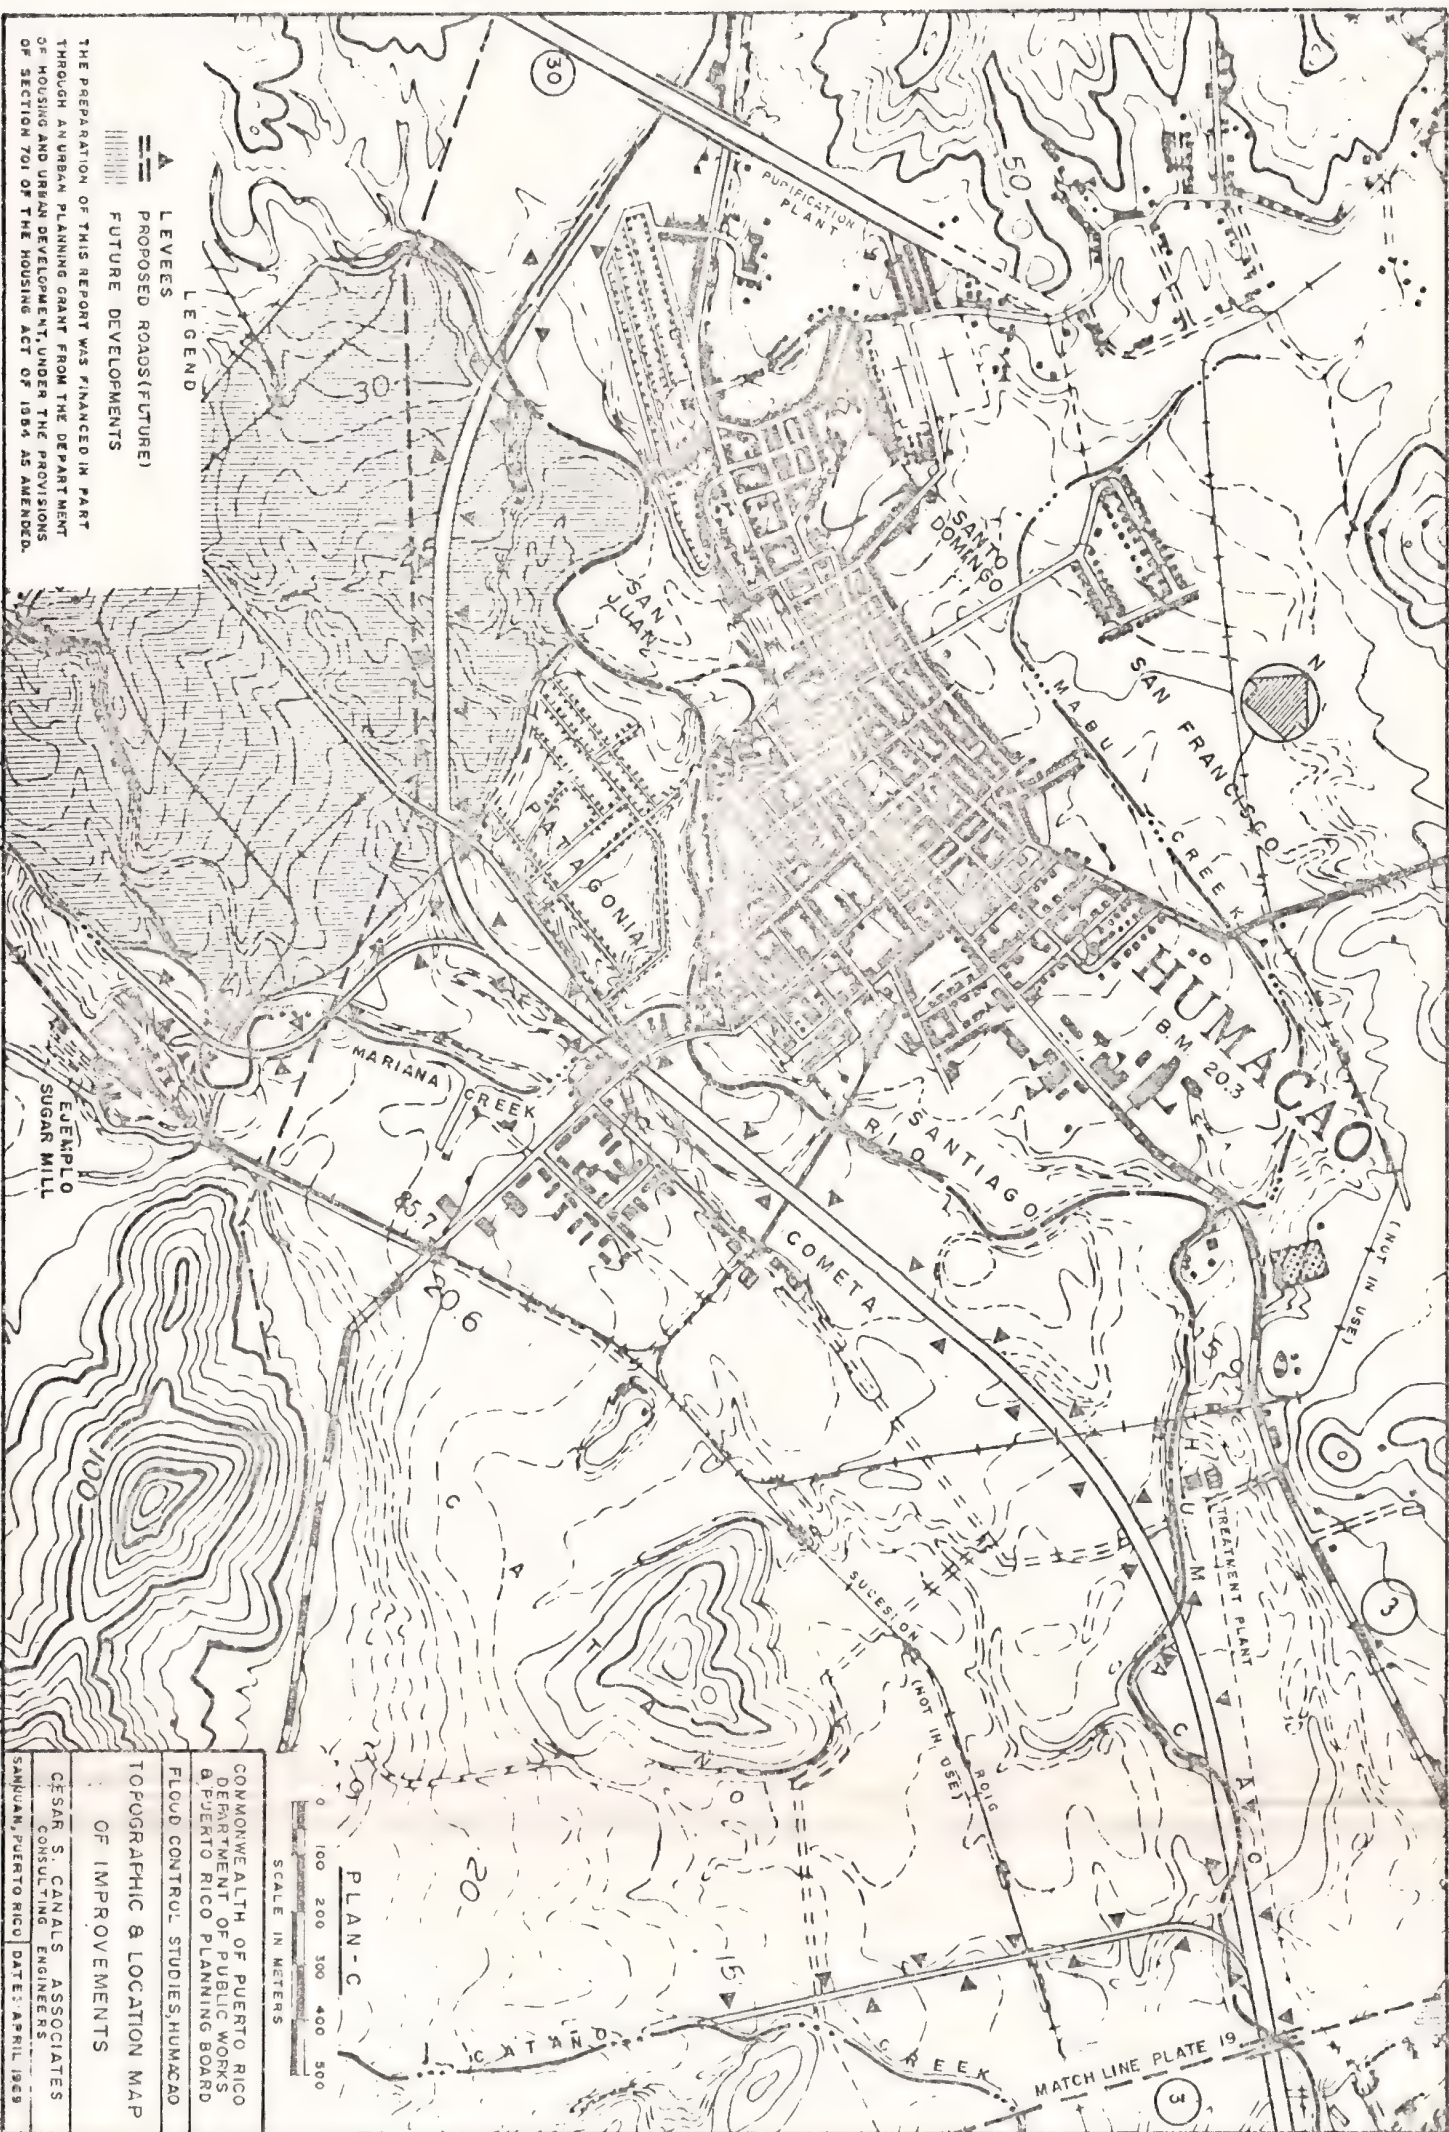 30
50
PURIFICATION
PLANT
LEGEND
LEVEES
PROPOSED ROADS (FUTURE)
FUTURE DEVELOPMENTS
THE PREPARATION OF THIS REPORT WAS FINANCED IN PART
THROUGH AN URBAN PLANNING GRANT FROM THE DEPARTMENT
OF HOUSING AND URBAN DEVELOPMENT, UNDER THE PROVISIONS
OF SECTION 701 OF THE HOUSING ACT OF 1954 AS AMENDED.
30
SANTO
DOMINGO
SAN
JUAN
N
SAN FRANCISCO
MABU CREEK
PATAGONIA
HUMACAO
B.M. 20.3
MARIANA CREEK
EJEMPLO
SUGAR MILL
RIO
SANTIAGO
COMETA
(NOT IN USE)
85.7
20.6
15.0
100
HUMACAO
TREATMENT PLANT
3
CATANO
SUCESION ROIG
(NOT IN USE)
20
15
CATANO CREEK
MATCH LINE PLATE 19
3
PLAN-C
0 100 200 300 400 500
SCALE IN METERS
COMMONWEALTH OF PUERTO RICO
DEPARTMENT OF PUBLIC WORKS
& PUERTO RICO PLANNING BOARD
FLOOD CONTROL STUDIES, HUMACAO
TOPOGRAPHIC & LOCATION MAP
OF IMPROVEMENTS
CESAR S. CANALS ASSOCIATES
CONSULTING ENGINEERS
SAN JUAN, PUERTO RICO DATE: APRIL 1969